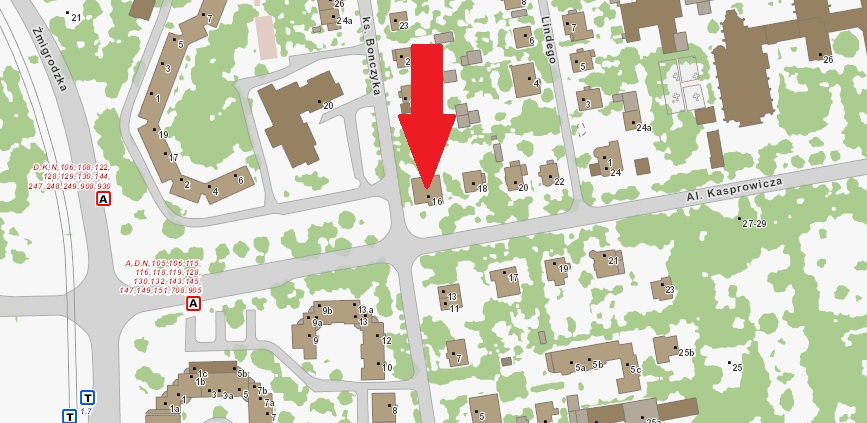 21
Żmigrodzka
7
5
3
1
19
17
2
4
6
26
24a
ks. Bonczyka
23
20
8
6
4
Lindego
7
5
3
24a
1
24
26
16
18
20
22
Al. Kasprowicza
27-29
D,K,N,106,108,122,
128,129,130,144,
247,248,249,908,930
A
A,D,N,105,106,115,
116,118,119,128,
130,132,143,145,
147,149,151,708,905
A
17
19
21
23
13
11
9b
9a
9
13 a
13
12
10
7
5a
5b
5c
25b
25
1c
1b
1a
1
5b
3
3a
5
7b
7a
7
8
5
25a
T
T
1,7